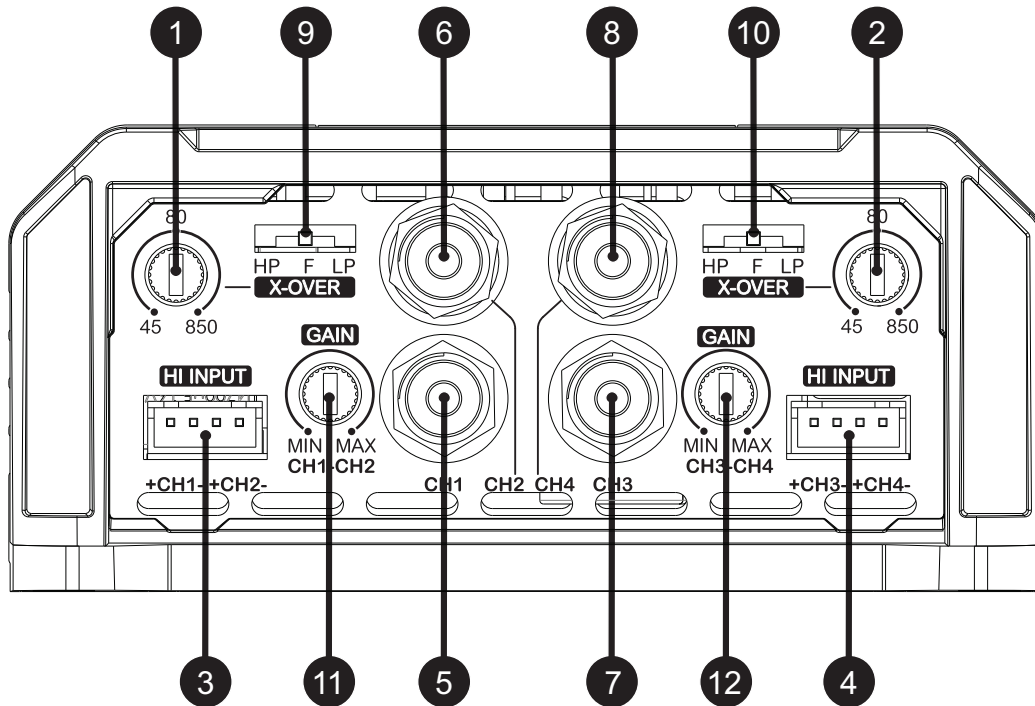 1 9 6 8 10 2
80 80
HP F LP HP F LP
X-OVER X-OVER
45 850 45 850
GAIN GAIN
HI INPUT HI INPUT
MIN MAX MIN MAX
CH1-CH2 CH3-CH4
+CH1-+CH2- CH1 CH2 CH4 CH3 +CH3-+CH4-
3 11 5 7 12 4